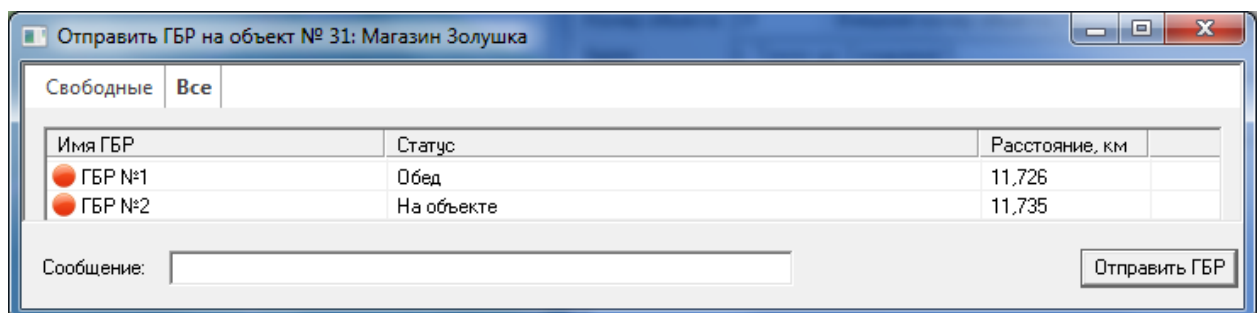 Отправить ГБР на объект № 31: Магазин Золушка
Свободные Все
Имя ГБР Статус Расстояние, км
ГБР №1 Обед 11,726
ГБР №2 На объекте 11,735
Сообщение: Отправить ГБР